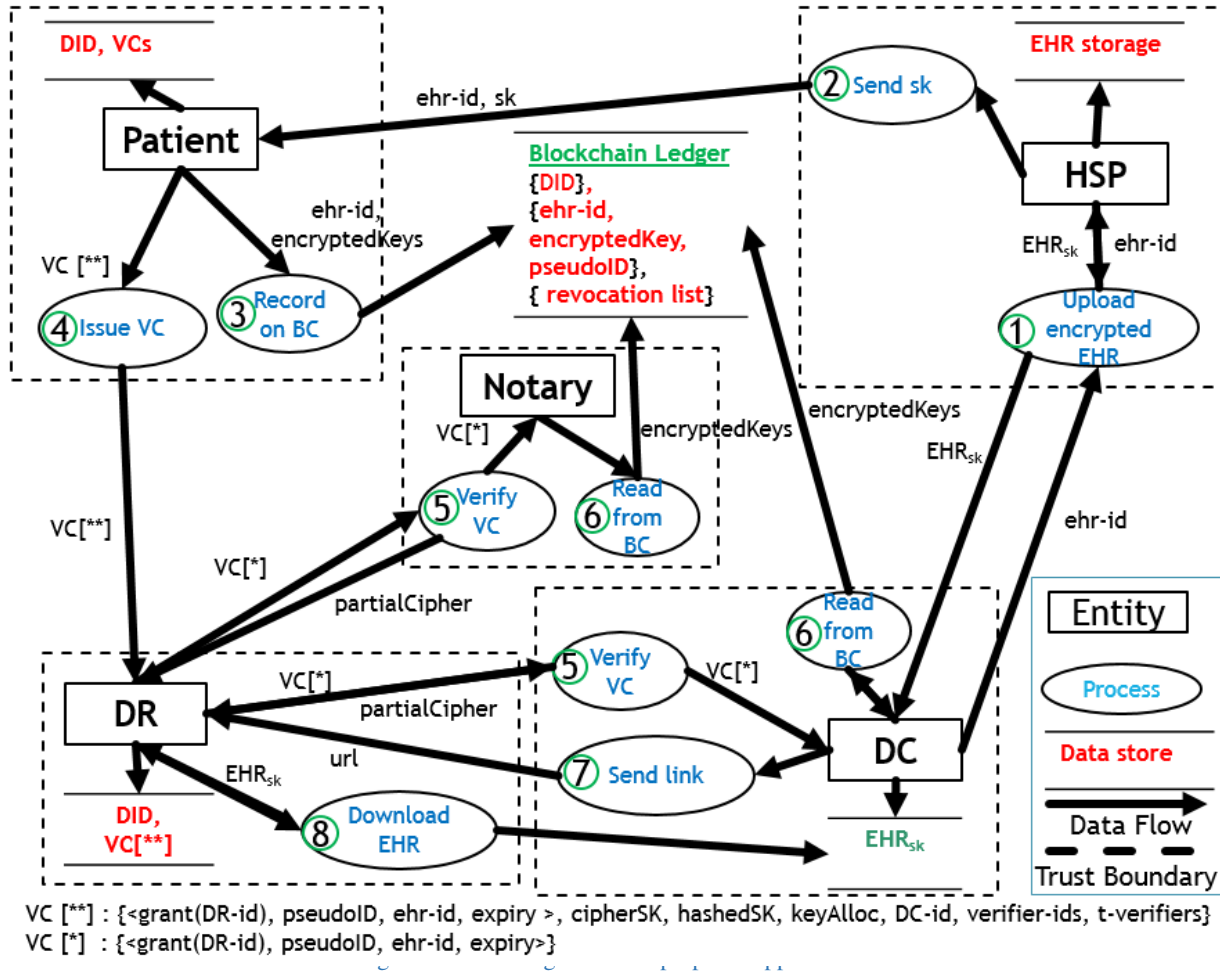 DID, VCs
EHR storage
2 Send sk
ehr-id, sk
Patient
HSP
Blockchain Ledger
{DID},
{ehr-id,
encryptedKey,
pseudoID},
{ revocation list}
ehr-id,
encryptedKeys
VC [**]
EHRsk
ehr-id
3 Record
on BC
4 Issue VC
1 Upload
encrypted
EHR
Notary
VC[*]
encryptedKeys
encryptedKeys
EHRsk
5 Verify
VC
6 Read
from
BC
VC[**]
VC[*]
ehr-id
partialCipher
Entity
6 Read
from
BC
5 Verify
VC
VC[*]
VC[*]
partialCipher
Process
DR
DC
url
7 Send link
Data store
EHRsk
DID,
VC[**]
8 Download
EHR
EHRsk
Data Flow
Trust Boundary
VC [**] : {<grant(DR-id), pseudoID, ehr-id, expiry >, cipherSK, hashedSK, keyAlloc, DC-id, verifier-ids, t-verifiers}
VC [*] : {<grant(DR-id), pseudoID, ehr-id, expiry>}